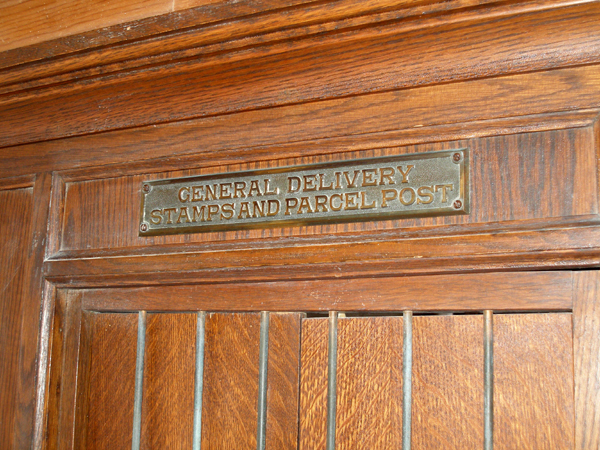 GENERAL DELIVERY
STAMPS AND PARCEL POST